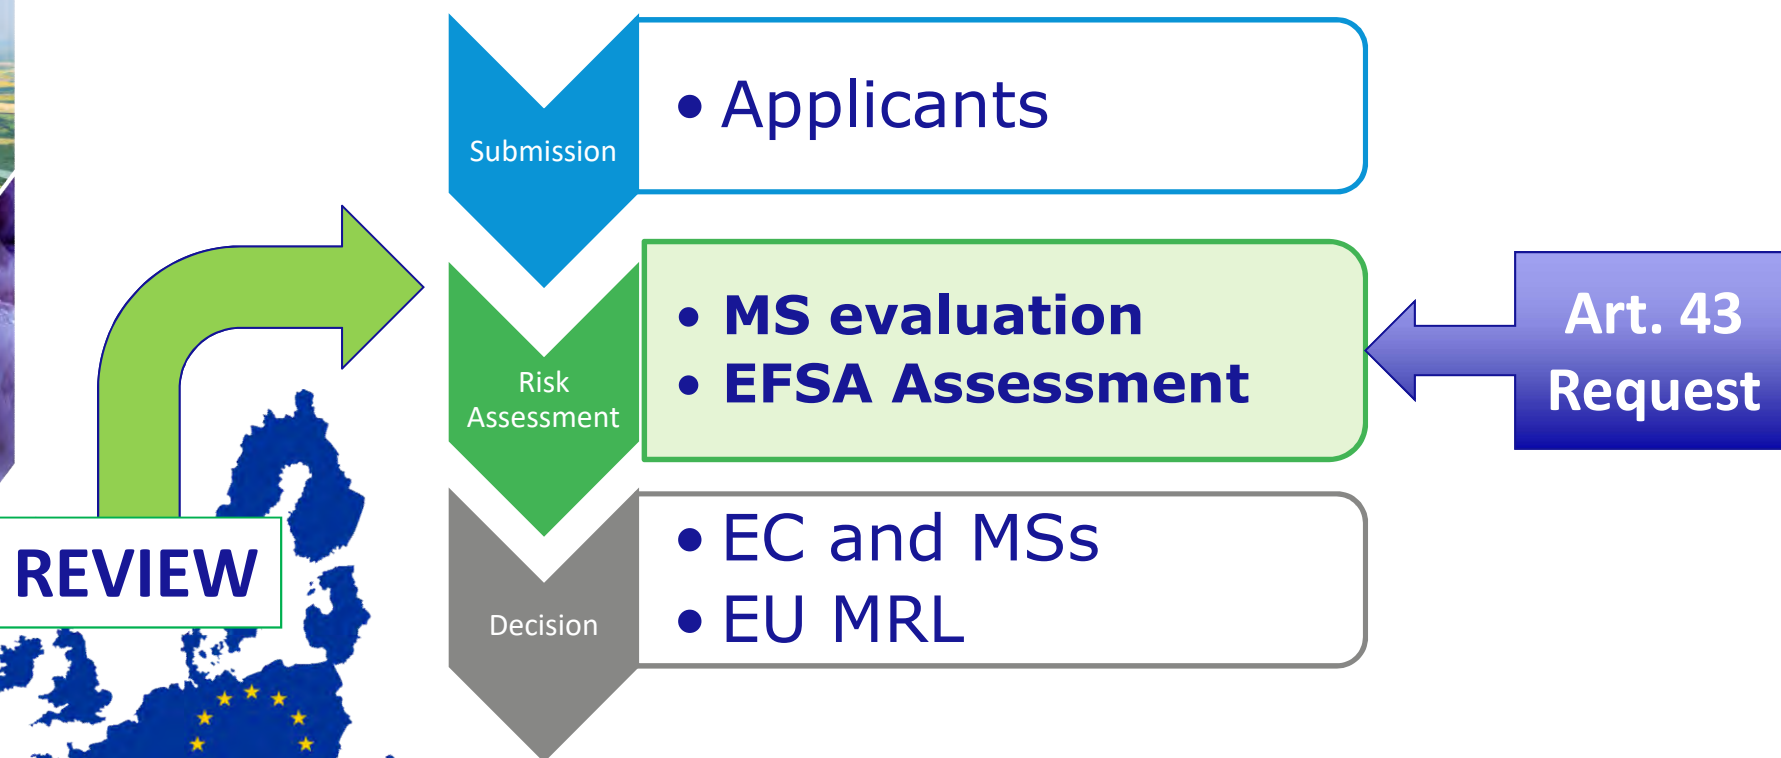 Submission
• Applicants
Risk
Assessment
• MS evaluation
• EFSA Assessment
Art. 43
Request
REVIEW
Decision
• EC and MSs
• EU MRL